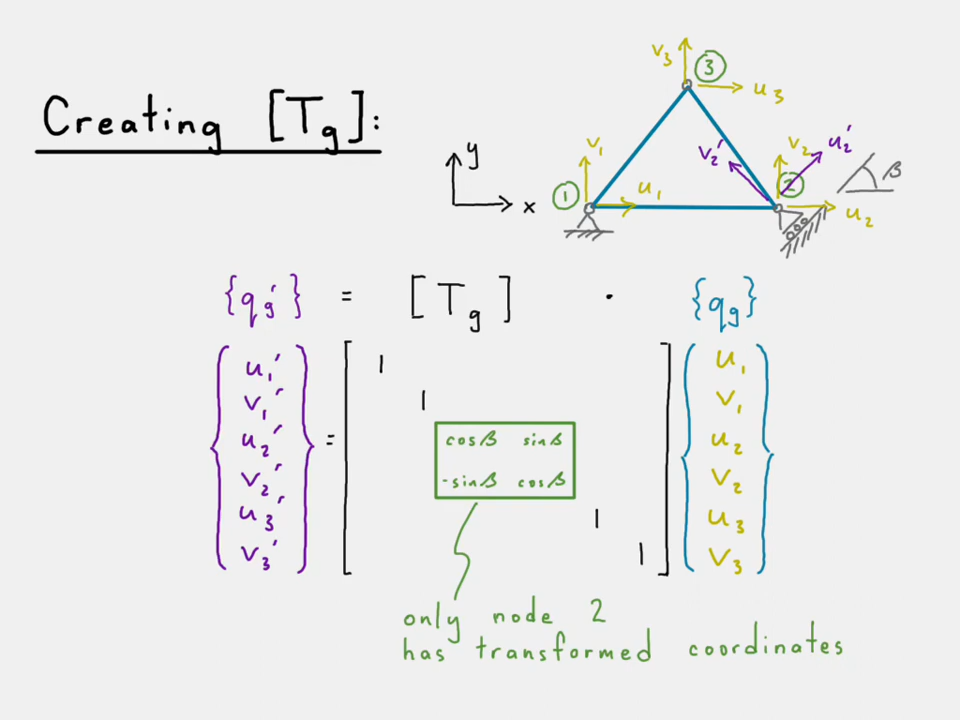 Creating [Tg]:
y
x
v3
3
u3
v1
1
u1
v2'
v2
u2'
2
u2
β
{qg'} = [Tg] · {qg}
u1' = 1 u1
v1' 1 v1
u2' cosβ sinβ u2
v2' -sinβ cosβ v2
u3' 1 u3
v3' 1 v3
only node 2
has transformed coordinates